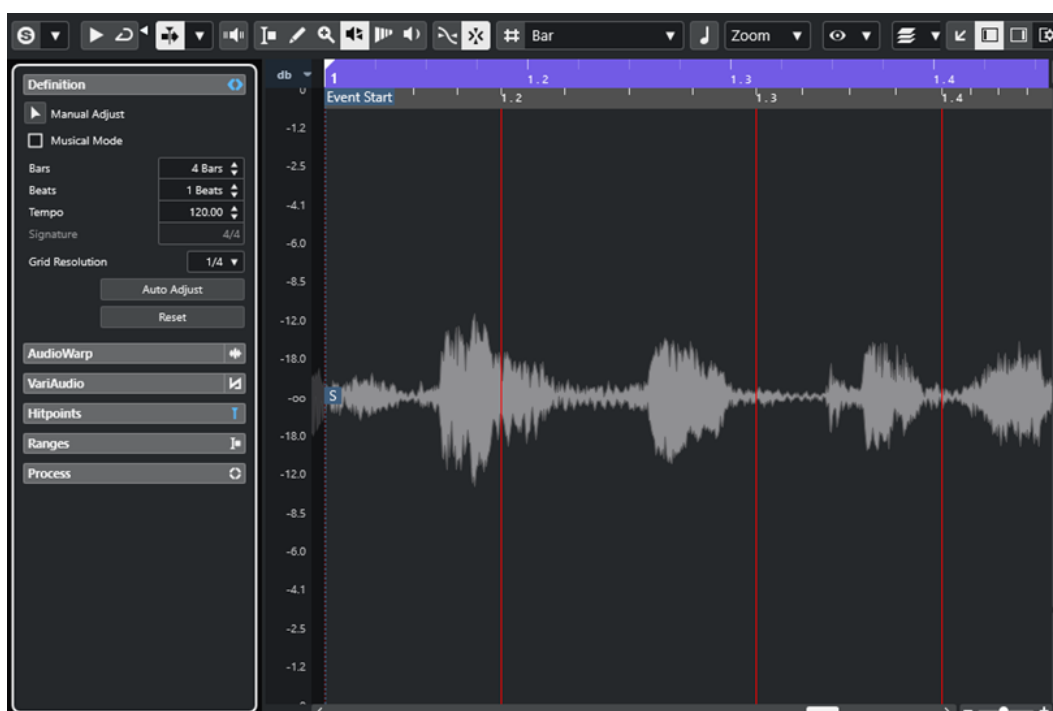 S
Bar
Zoom
Definition
Manual Adjust
Musical Mode
Bars 4 Bars
Beats 1 Beats
Tempo 120.00
Signature 4/4
Grid Resolution 1/4
Auto Adjust
Reset
AudioWarp
VariAudio
Hitpoints
Ranges
Process
db 1 1.2 1.3 1.4
Event Start 1.2 1.3 1.4
0
-1.2
-2.5
-4.1
-6.0
-8.5
-12.0
-18.0
-∞ S
-18.0
-12.0
-8.5
-6.0
-4.1
-2.5
-1.2